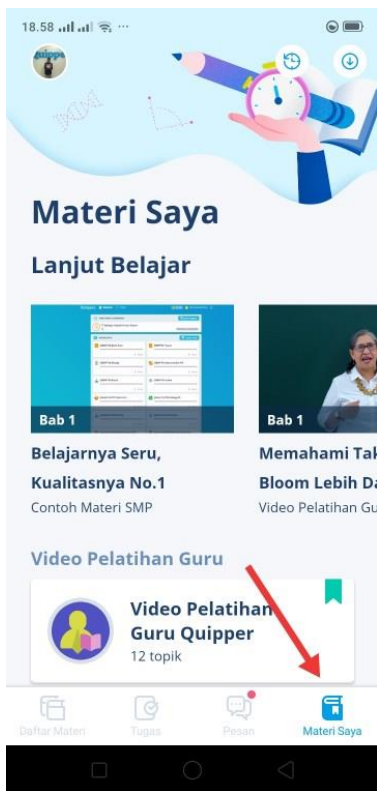 18.58
Materi Saya
Lanjut Belajar
Bab 1
Belajarnya Seru,
Kualitasnya No.1
Contoh Materi SMP
Bab 1
Memahami Tak
Bloom Lebih Da
Video Pelatihan Gu
Video Pelatihan Guru
Video Pelatihan
Guru Quipper
12 topik
Daftar Materi
Tugas
Pesan
Materi Saya